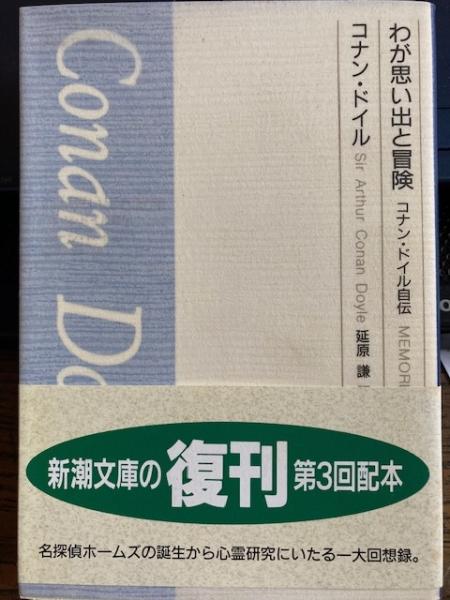 わが思い出と冒険 コナン・ドイル自伝 MEMORI
コナン・ドイル Sir Arthur Conan Doyle 延原 謙
Conan Do
新潮文庫の復刊 第3回配本
名探偵ホームズの誕生から心霊研究にいたる一大回想録。